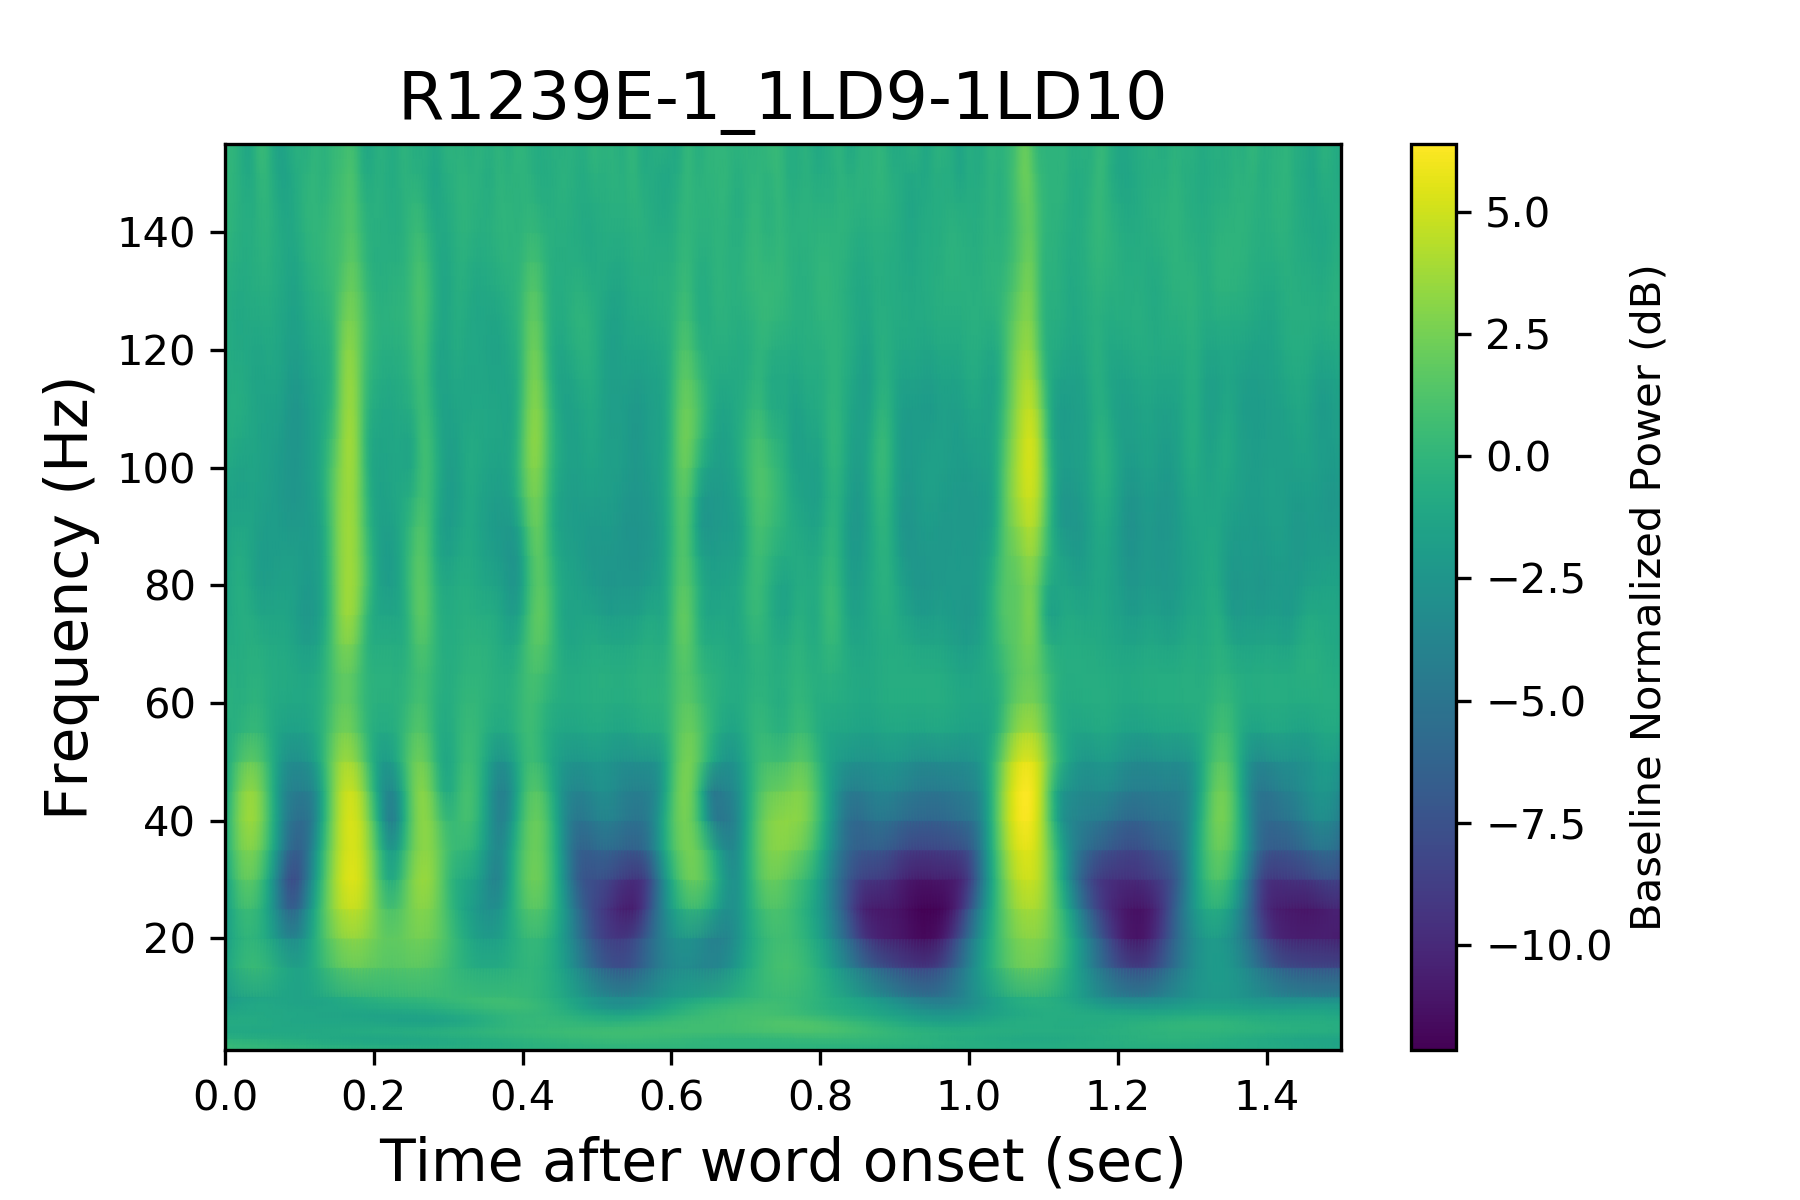 R1239E-1_1LD9-1LD10
Frequency (Hz)
140
120
100
80
60
40
20
0.0 0.2 0.4 0.6 0.8 1.0 1.2 1.4
Time after word onset (sec)
5.0
2.5
0.0
−2.5
−5.0
−7.5
−10.0
Baseline Normalized Power (dB)